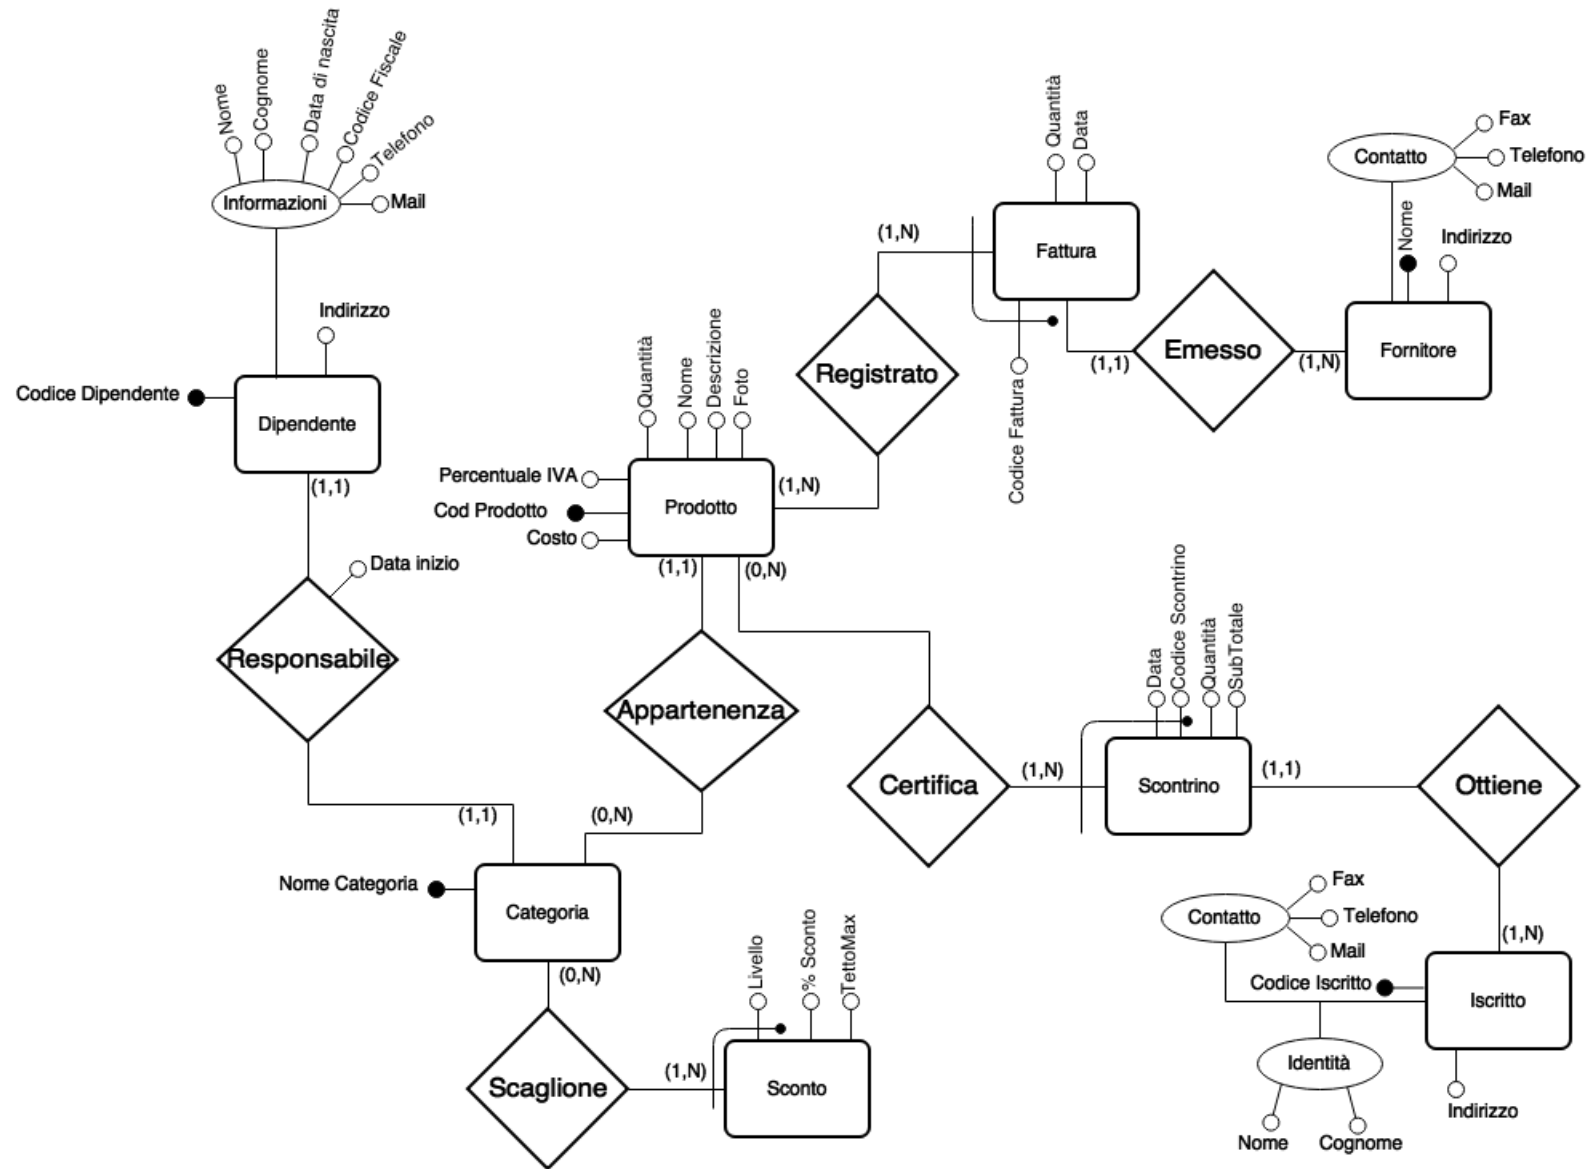 Nome
Cognome
Data di nascita
Codice Fiscale
Telefono
Mail
Informazioni
Indirizzo
Codice Dipendente
Dipendente
(1,1)
Data inizio
Responsabile
(1,1)
Quantità
Nome
Descrizione
Foto
Percentuale IVA
Cod Prodotto
Costo
Prodotto
(1,N)
(1,1)
(0,N)
Registrato
(1,N)
Quantità
Data
Fattura
Codice Fattura
(1,1)
Emesso
(1,N)
Contatto
Fax
Telefono
Mail
Nome
Indirizzo
Fornitore
Appartenenza
(0,N)
Nome Categoria
Categoria
(0,N)
Scaglione
(1,N)
Livello
% Sconto
TettoMax
Sconto
Certifica
(1,N)
Data
Codice Scontrino
Quantità
SubTotale
Scontrino
(1,1)
Ottiene
(1,N)
Contatto
Fax
Telefono
Mail
Codice Iscritto
Iscritto
Identità
Nome
Cognome
Indirizzo